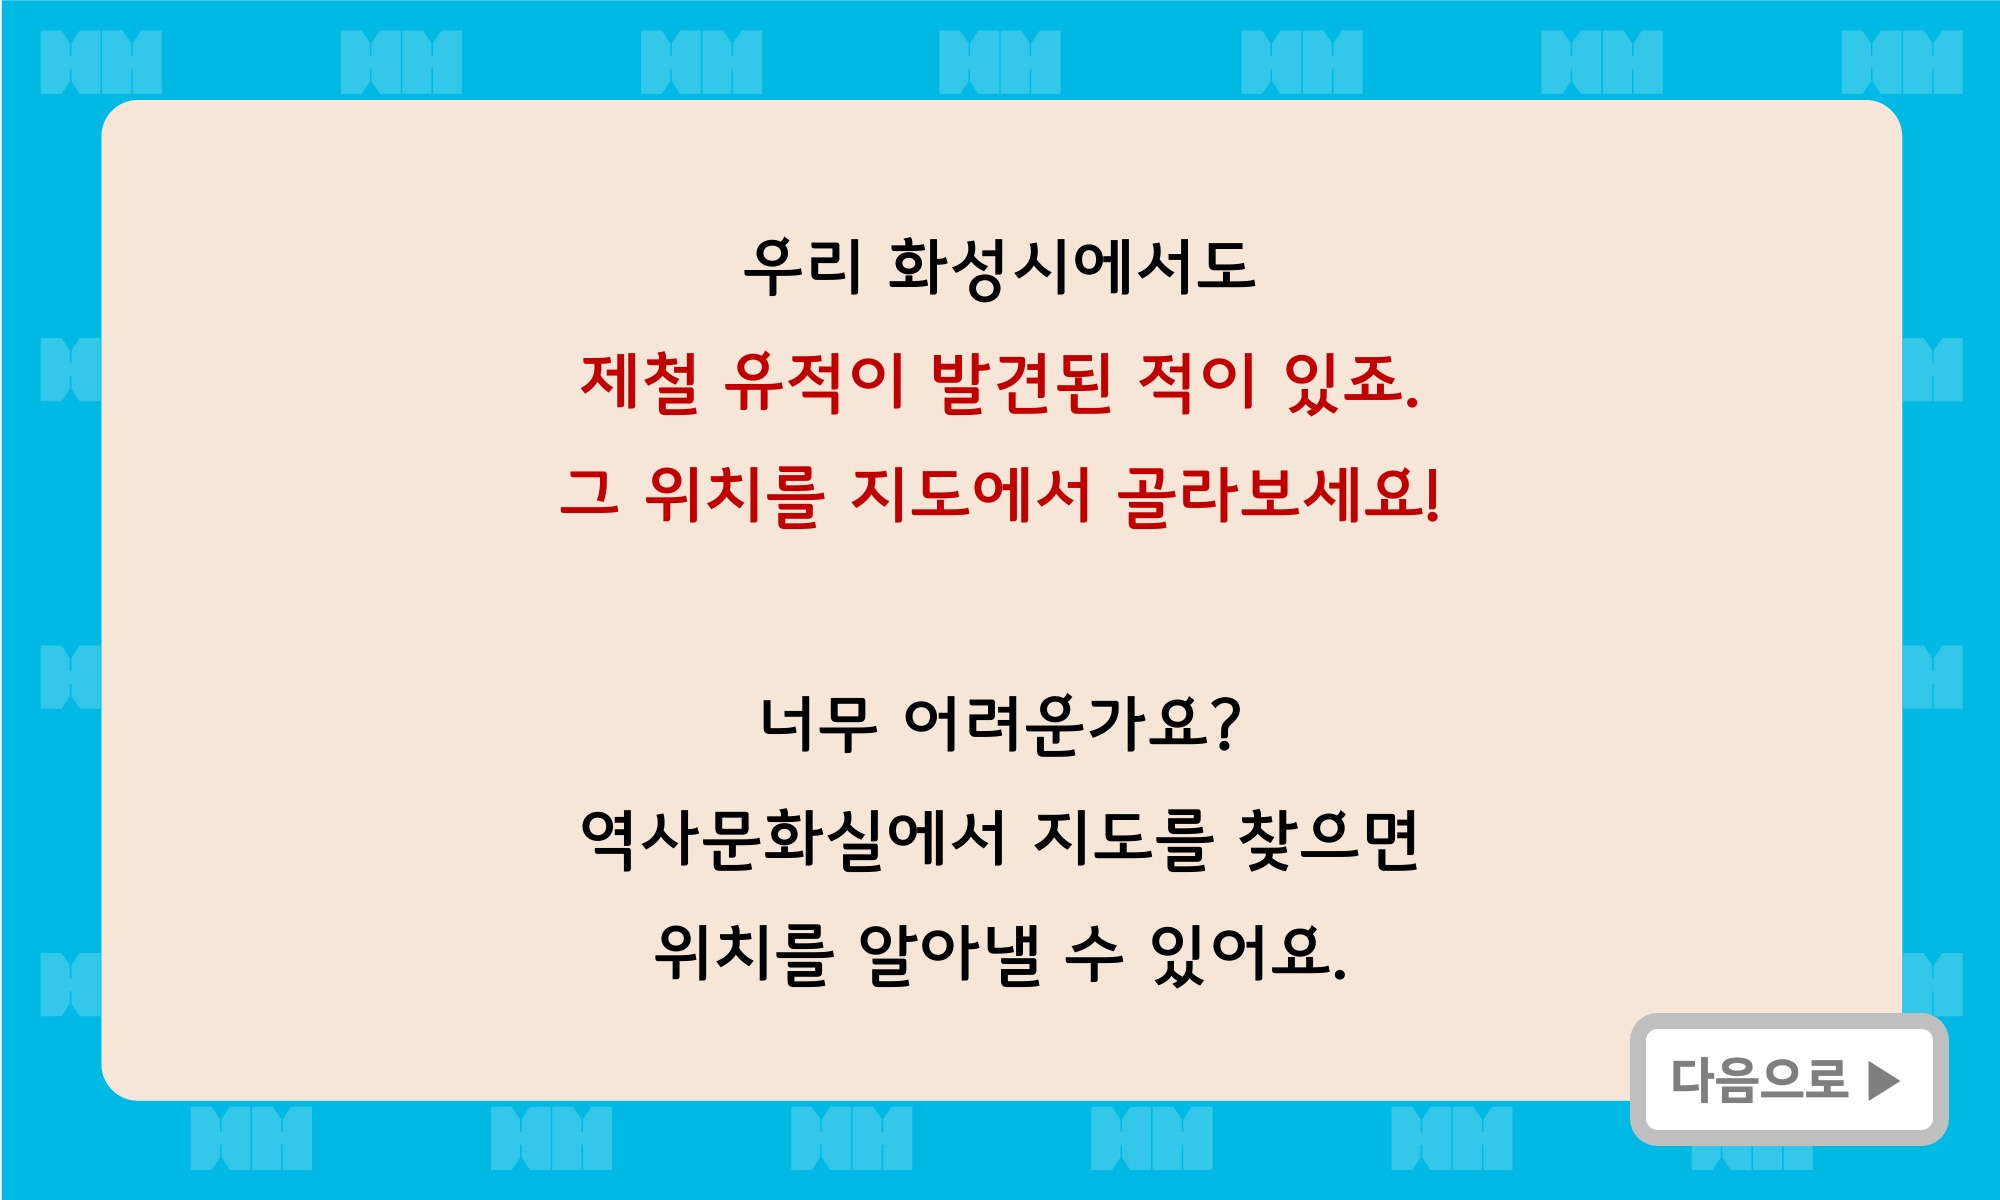 우리 화성시에서도
제철 유적이 발견된 적이 있죠.
그 위치를 지도에서 골라보세요!
너무 어려운가요?
역사문화실에서 지도를 찾으면
위치를 알아낼 수 있어요.
다음으로 ▶